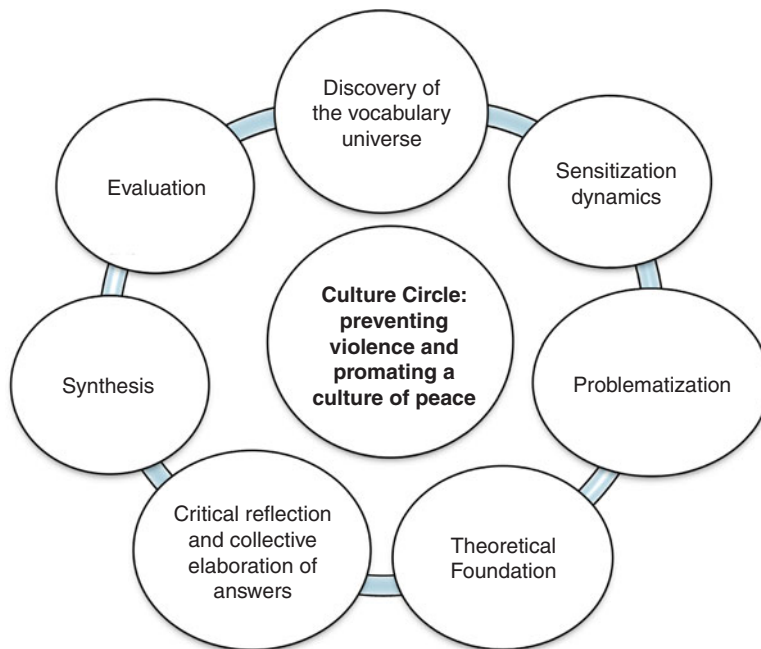 Discovery of
the vocabulary
universe
Sensitization
dynamics
Problematization
Theoretical
Foundation
Critical reflection
and collective
elaboration of
answers
Synthesis
Evaluation
Culture Circle:
preventing
violence and
promating a
culture of peace